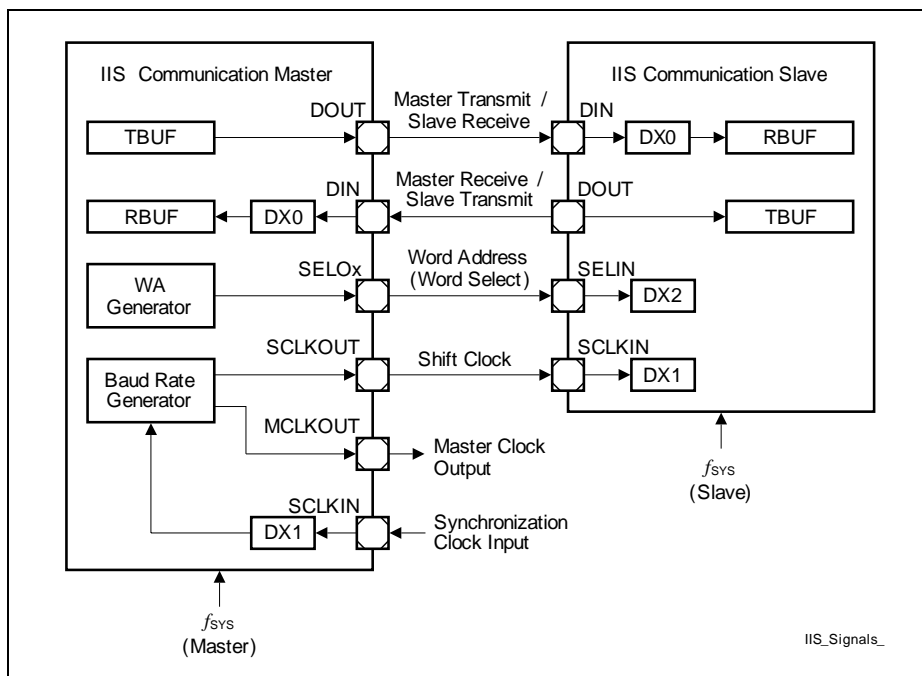 IIS Communication Master
IIS Communication Slave
DOUT
Master Transmit /
Slave Receive
DIN
TBUF
DX0
RBUF
DIN
Master Receive /
Slave Transmit
DOUT
RBUF
DX0
TBUF
SELOx
Word Address
(Word Select)
SELIN
WA
Generator
DX2
SCLKOUT
Shift Clock
SCLKIN
Baud Rate
Generator
DX1
MCLKOUT
Master Clock
Output
fSYS
(Slave)
SCLKIN
DX1
Synchronization
Clock Input
fSYS
(Master)
IIS_Signals_